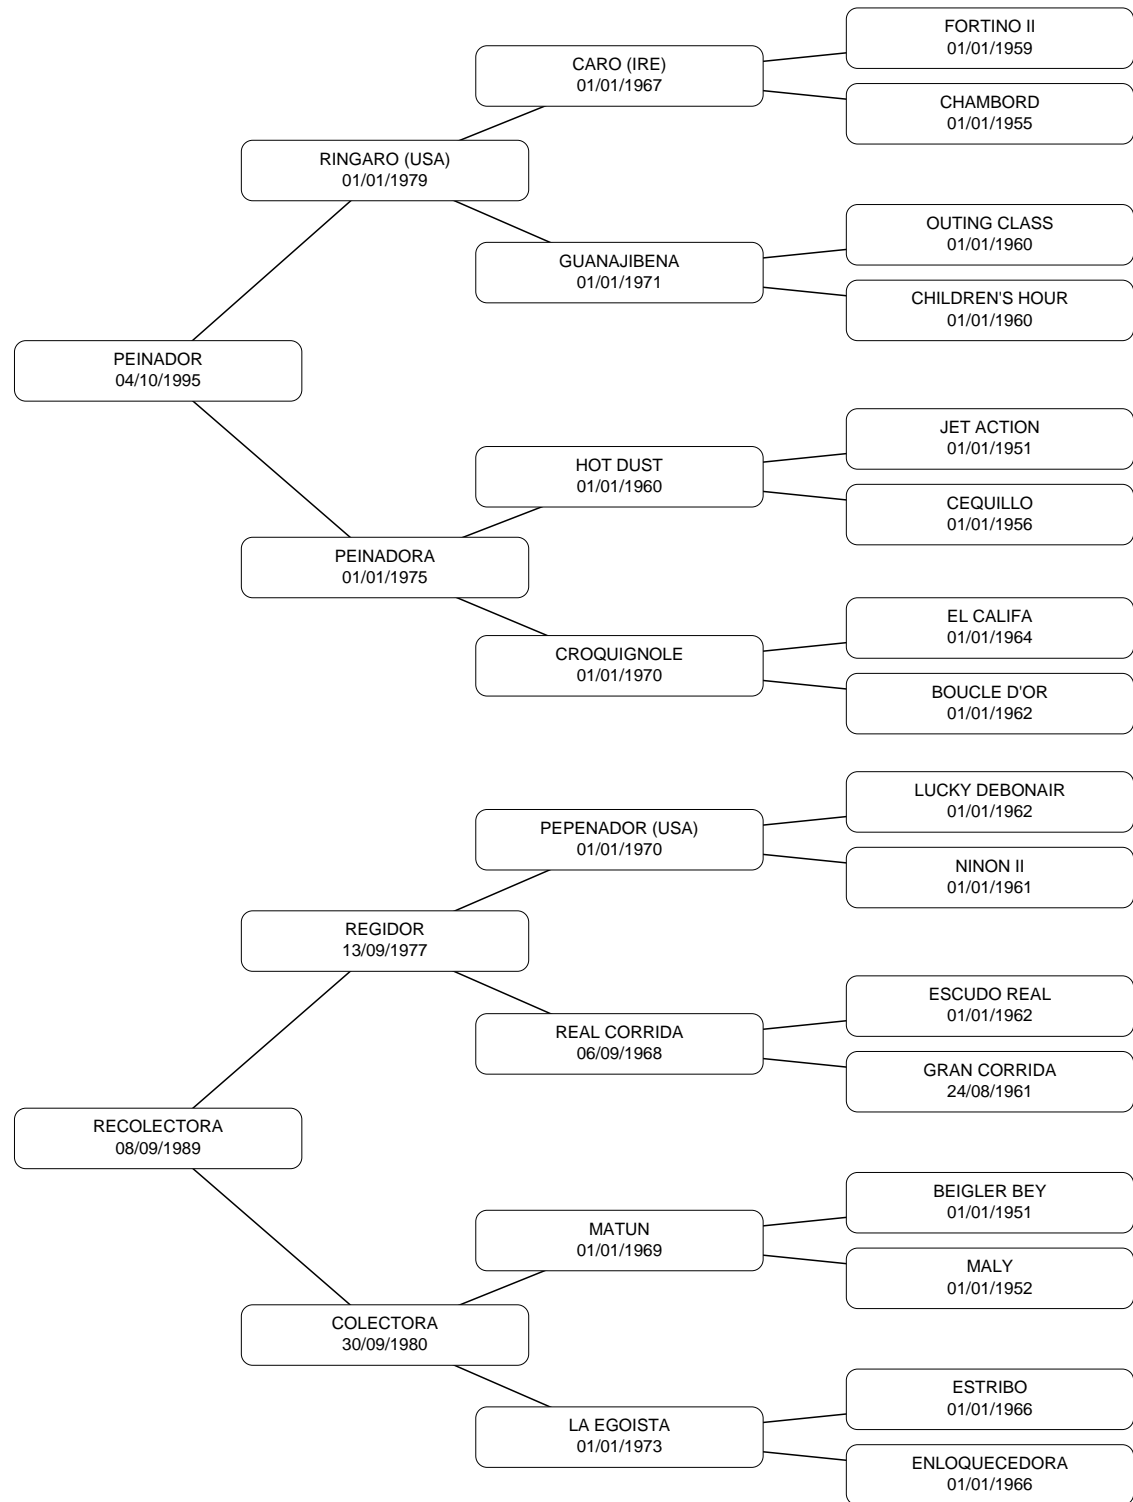 FORTINO II
01/01/1959
CARO (IRE)
01/01/1967
CHAMBORD
01/01/1955
RINGARO (USA)
01/01/1979
OUTING CLASS
01/01/1960
GUANAJIBENA
01/01/1971
CHILDREN'S HOUR
01/01/1960
PEINADOR
04/10/1995
JET ACTION
01/01/1951
HOT DUST
01/01/1960
CEQUILLO
01/01/1956
PEINADORA
01/01/1975
EL CALIFA
01/01/1964
CROQUIGNOLE
01/01/1970
BOUCLE D'OR
01/01/1962
LUCKY DEBONAIR
01/01/1962
PEPENADOR (USA)
01/01/1970
NINON II
01/01/1961
REGIDOR
13/09/1977
ESCUDO REAL
01/01/1962
REAL CORRIDA
06/09/1968
GRAN CORRIDA
24/08/1961
RECOLECTORA
08/09/1989
BEIGLER BEY
01/01/1951
MATUN
01/01/1969
MALY
01/01/1952
COLECTORA
30/09/1980
ESTRIBO
01/01/1966
LA EGOISTA
01/01/1973
ENLOQUECEDORA
01/01/1966